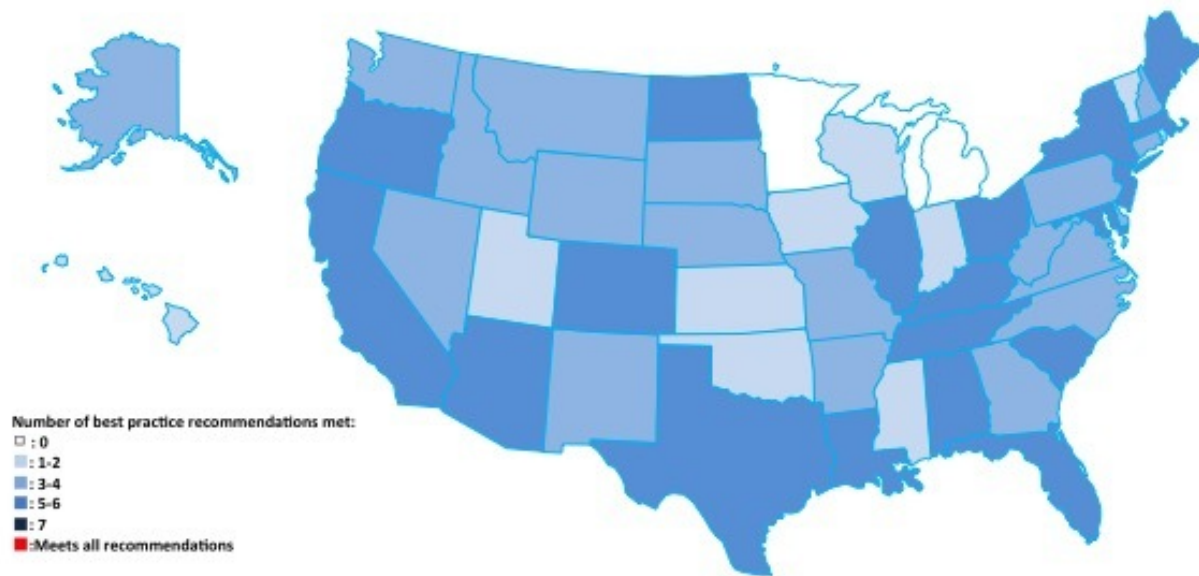 Number of best practice recommendations met:
: 0
: 1-2
: 3-4
: 5-6
: 7
:Meets all recommendations